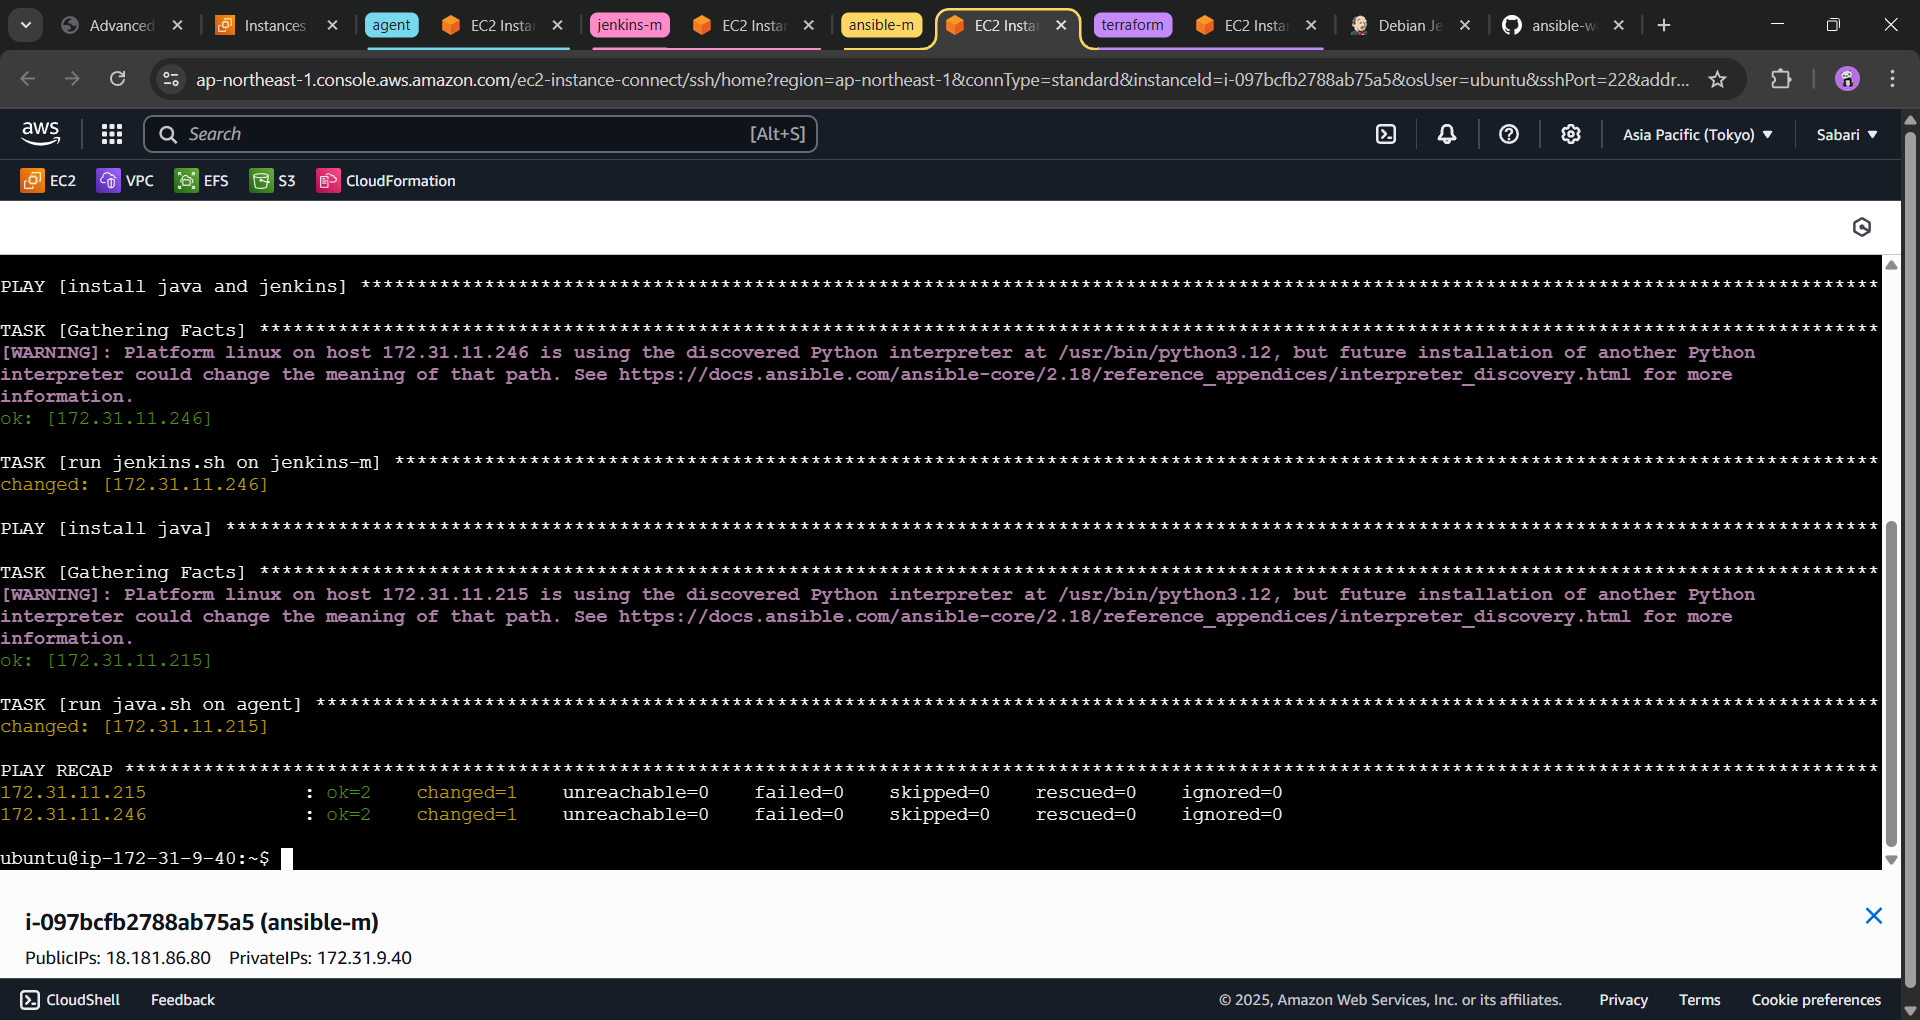 Advanced
Instances
agent
EC2 Instan
jenkins-m
EC2 Instan
ansible-m
EC2 Instan
terraform
EC2 Instan
Debian Je
ansible-w
ap-northeast-1.console.aws.amazon.com/ec2-instance-connect/ssh/home?region=ap-northeast-1&connType=standard&instanceId=i-097bcfb2788ab75a5&osUser=ubuntu&sshPort=22&addr...
aws
Search
[Alt+S]
Asia Pacific (Tokyo)
Sabari
EC2
VPC
EFS
S3
CloudFormation
PLAY [install java and jenkins] ***************************************************************************************************************************************
TASK [Gathering Facts] ************************************************************************************************************************************************
[WARNING]: Platform linux on host 172.31.11.246 is using the discovered Python interpreter at /usr/bin/python3.12, but future installation of another Python
interpreter could change the meaning of that path. See https://docs.ansible.com/ansible-core/2.18/reference_appendices/interpreter_discovery.html for more
information.
ok: [172.31.11.246]
TASK [run jenkins.sh on jenkins-m] ************************************************************************************************************************************
changed: [172.31.11.246]
PLAY [install java] ***************************************************************************************************************************************************
TASK [Gathering Facts] ************************************************************************************************************************************************
[WARNING]: Platform linux on host 172.31.11.215 is using the discovered Python interpreter at /usr/bin/python3.12, but future installation of another Python
interpreter could change the meaning of that path. See https://docs.ansible.com/ansible-core/2.18/reference_appendices/interpreter_discovery.html for more
information.
ok: [172.31.11.215]
TASK [run java.sh on agent] *******************************************************************************************************************************************
changed: [172.31.11.215]
PLAY RECAP ************************************************************************************************************************************************************
172.31.11.215 : ok=2 changed=1 unreachable=0 failed=0 skipped=0 rescued=0 ignored=0
172.31.11.246 : ok=2 changed=1 unreachable=0 failed=0 skipped=0 rescued=0 ignored=0
ubuntu@ip-172-31-9-40:~$
i-097bcfb2788ab75a5 (ansible-m)
PublicIPs: 18.181.86.80 PrivateIPs: 172.31.9.40
CloudShell
Feedback
© 2025, Amazon Web Services, Inc. or its affiliates.
Privacy
Terms
Cookie preferences